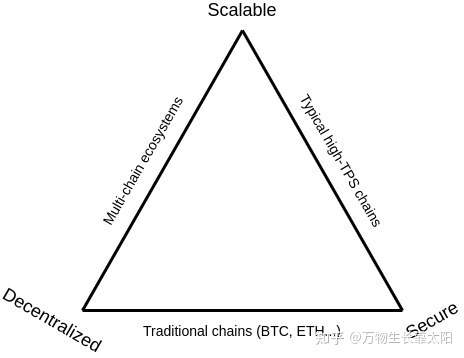 Scalable
Multi-chain ecosystems
Typical high-TPS chains
Decentralized
Secure
Traditional chains (BTC, ETH...)
知乎 @万物生长靠太阳